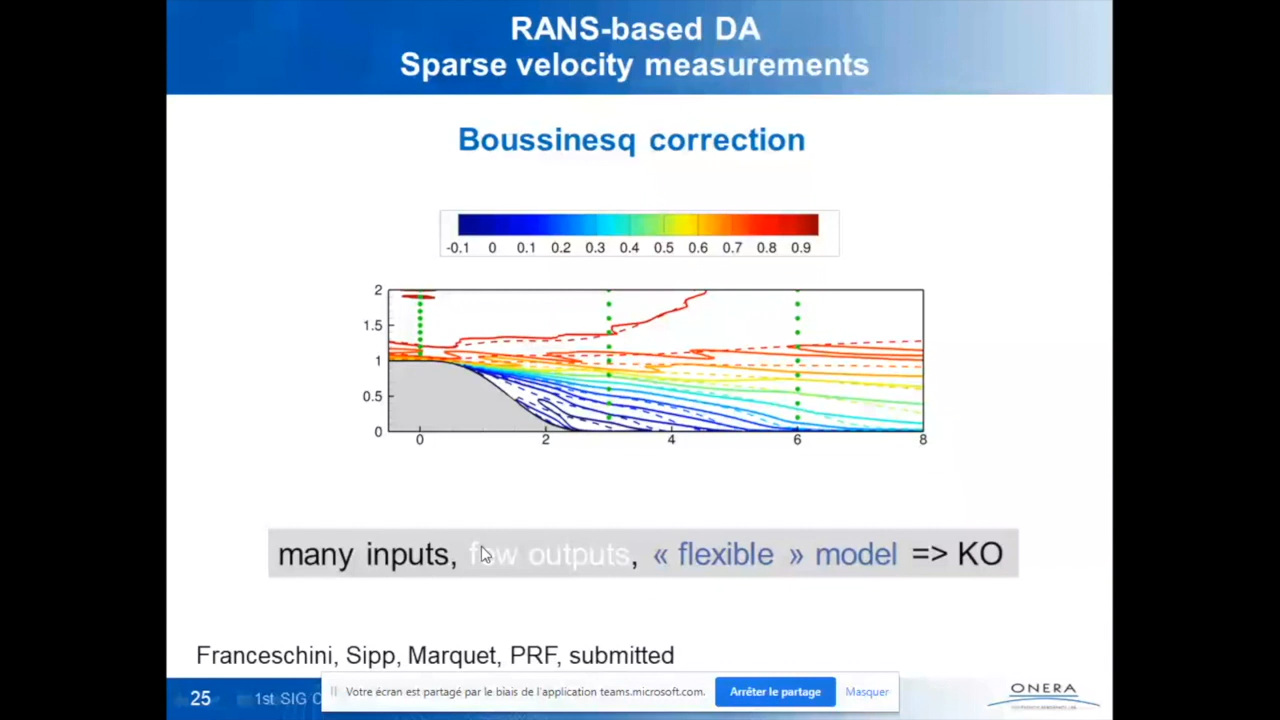 RANS-based DA
Sparse velocity measurements
Boussinesq correction
-0.1 0 0.1 0.2 0.3 0.4 0.5 0.6 0.7 0.8 0.9
2
1.5
1
0.5
0
0 2 4 6 8
many inputs, few outputs, « flexible » model => KO
Franceschini, Sipp, Marquet, PRF, submitted
25 1st SIG
Votre écran est partagé par le biais de l'application teams.microsoft.com. Arrêter le partage Masquer
ONERA